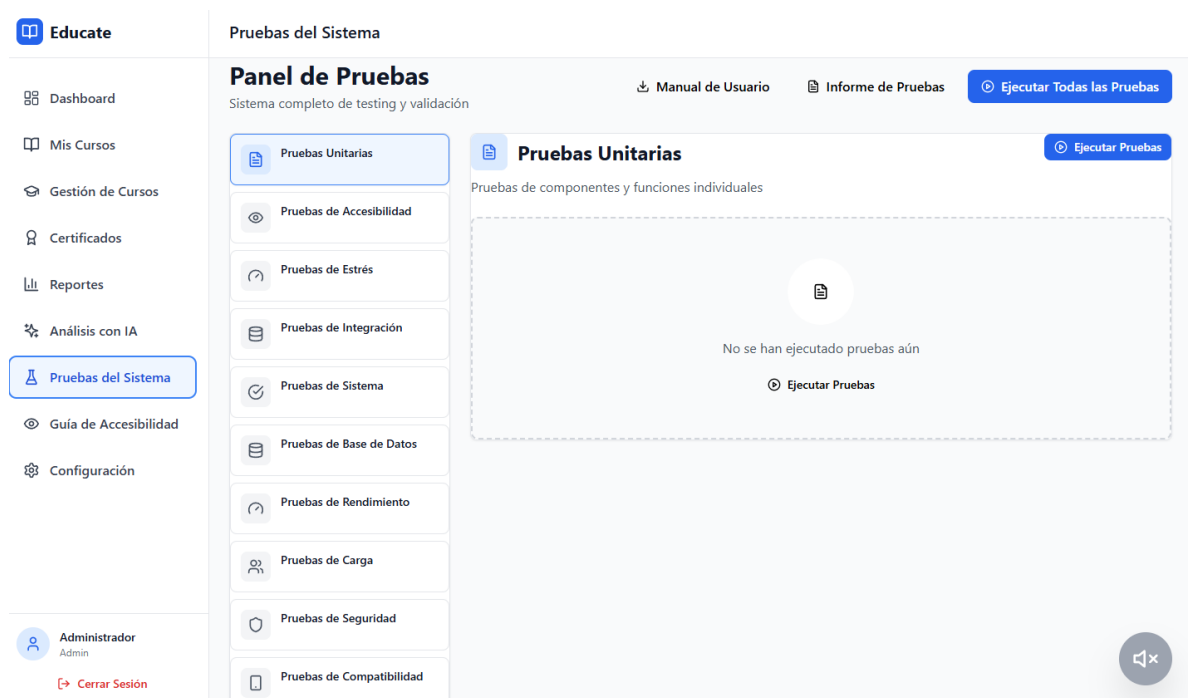 Educate
Dashboard
Mis Cursos
Gestión de Cursos
Certificados
Reportes
Análisis con IA
Pruebas del Sistema
Guía de Accesibilidad
Configuración
Administrador
Admin
Cerrar Sesión
Pruebas del Sistema
Panel de Pruebas
Sistema completo de testing y validación
Manual de Usuario
Informe de Pruebas
Ejecutar Todas las Pruebas
Pruebas Unitarias
Pruebas de Accesibilidad
Pruebas de Estrés
Pruebas de Integración
Pruebas de Sistema
Pruebas de Base de Datos
Pruebas de Rendimiento
Pruebas de Carga
Pruebas de Seguridad
Pruebas de Compatibilidad
Pruebas Unitarias
Ejecutar Pruebas
Pruebas de componentes y funciones individuales
No se han ejecutado pruebas aún
Ejecutar Pruebas